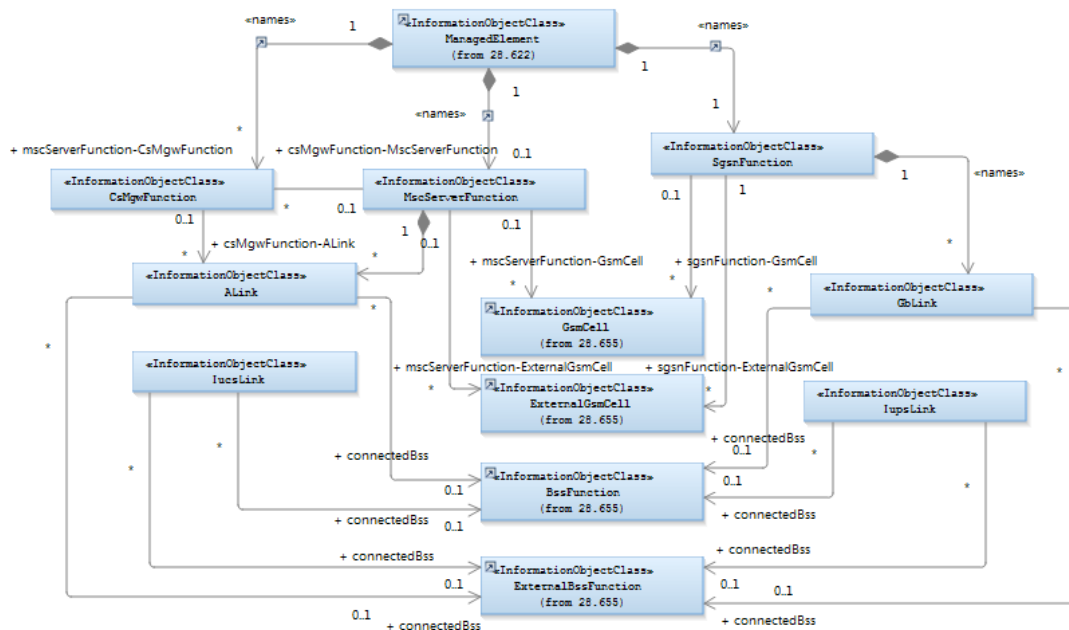 «names»
1
«InformationObjectClass»
ManagedElement
(from 28.622)
«names»
1
1
«names»
*
1
+ mscServerFunction-CsMgwFunction
+ csMgwFunction-MscServerFunction
0..1
«InformationObjectClass»
SgsnFunction
«InformationObjectClass»
CsMgwFunction
«InformationObjectClass»
MscServerFunction
0..1
1
1
«names»
0..1
*
0..1
1
0..1
0..1
*
+ csMgwFunction-ALink
*
*
«InformationObjectClass»
ALink
+ mscServerFunction-GsmCell
*
+ sgsnFunction-GsmCell
*
«InformationObjectClass»
GbLink
*
*
*
«InformationObjectClass»
GsmCell
(from 28.655)
*
«InformationObjectClass»
IucsLink
+ mscServerFunction-ExternalGsmCell
*
+ sgsnFunction-ExternalGsmCell
*
*
«InformationObjectClass»
ExternalGsmCell
(from 28.655)
«InformationObjectClass»
IupsLink
*
*
+ connectedBss
0..1
+ connectedBss
0..1
*
*
«InformationObjectClass»
BssFunction
(from 28.655)
0..1
+ connectedBss
0..1
+ connectedBss
+ connectedBss
0..1
+ connectedBss
0..1
«InformationObjectClass»
ExternalBssFunction
(from 28.655)
0..1
+ connectedBss
0..1
+ connectedBss